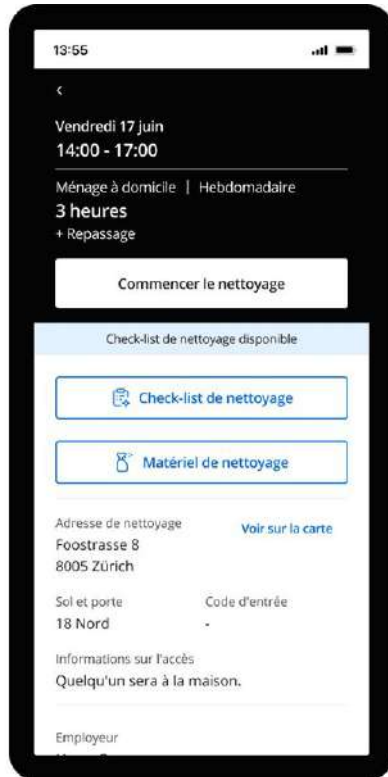 13:55
Vendredi 17 juin
14:00 - 17:00
Ménage à domicile | Hebdomadaire
3 heures
+ Repassage
Commencer le nettoyage
Check-list de nettoyage disponible
Check-list de nettoyage
Matériel de nettoyage
Adresse de nettoyage Voir sur la carte
Foostrasse 8
8005 Zürich
Sol et porte Code d'entrée
18 Nord -
Informations sur l'accès
Quelqu'un sera à la maison.
Employeur